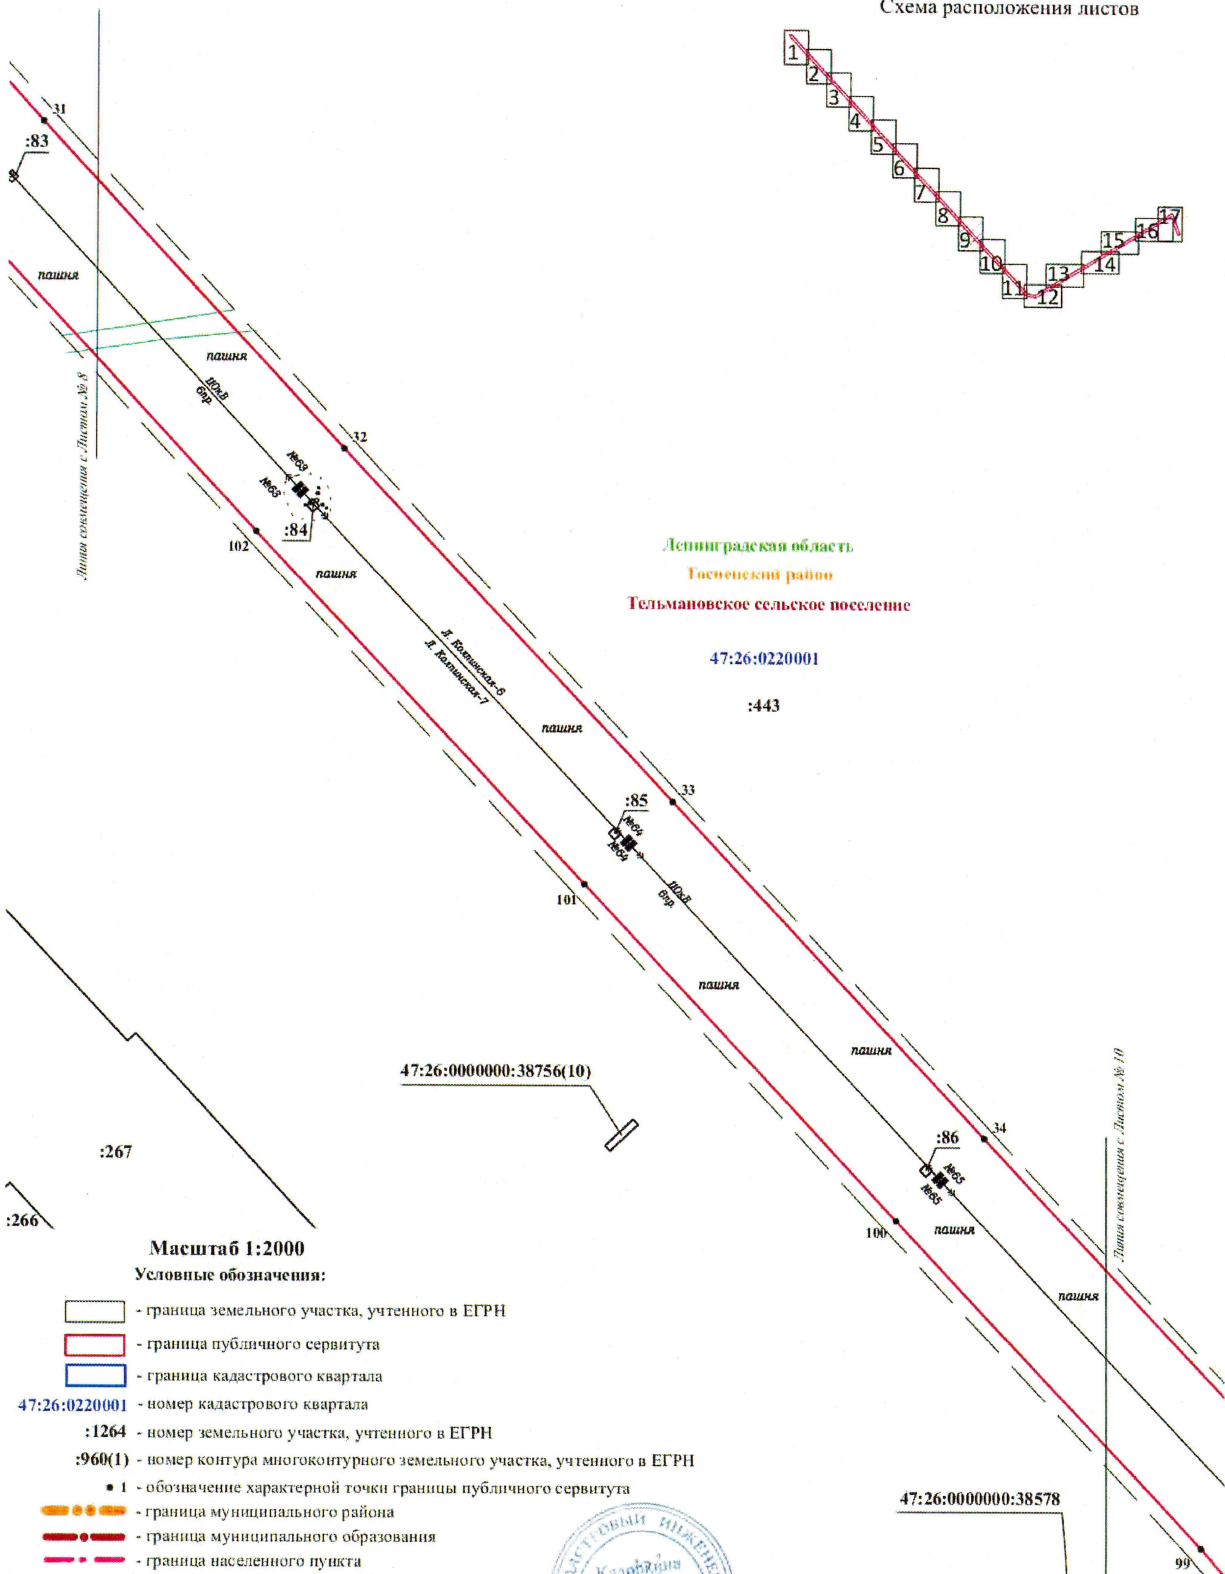 Схема расположения листов
1
2
3
4
5
6
7
8
9
10
11
12
13
14
15
16
17
31
:83
пашня
пашня
110кВ
6пр.
Линия совмещения с Листом № 8
32
№63
№63
:84
102
пашня
Ленинградская область
Тосненский район
Тельмановское сельское поселение
47:26:0220001
:443
Л. Колпинская-6
Л. Колпинская-7
пашня
33
:85
№64
№64
110кВ
6пр.
101
пашня
пашня
47:26:0000000:38756(10)
Линия совмещения с Листом № 10
34
:86
№65
№65
:267
:266
100
пашня
пашня
Масштаб 1:2000
Условные обозначения:
- граница земельного участка, учтенного в ЕГРН
- граница публичного сервитута
- граница кадастрового квартала
47:26:0220001 - номер кадастрового квартала
:1264 - номер земельного участка, учтенного в ЕГРН
:960(1) - номер контура многоконтурного земельного участка, учтенного в ЕГРН
1 - обозначение характерной точки границы публичного сервитута
- граница муниципального района
- граница муниципального образования
- граница населенного пункта
47:26:0000000:38578
99